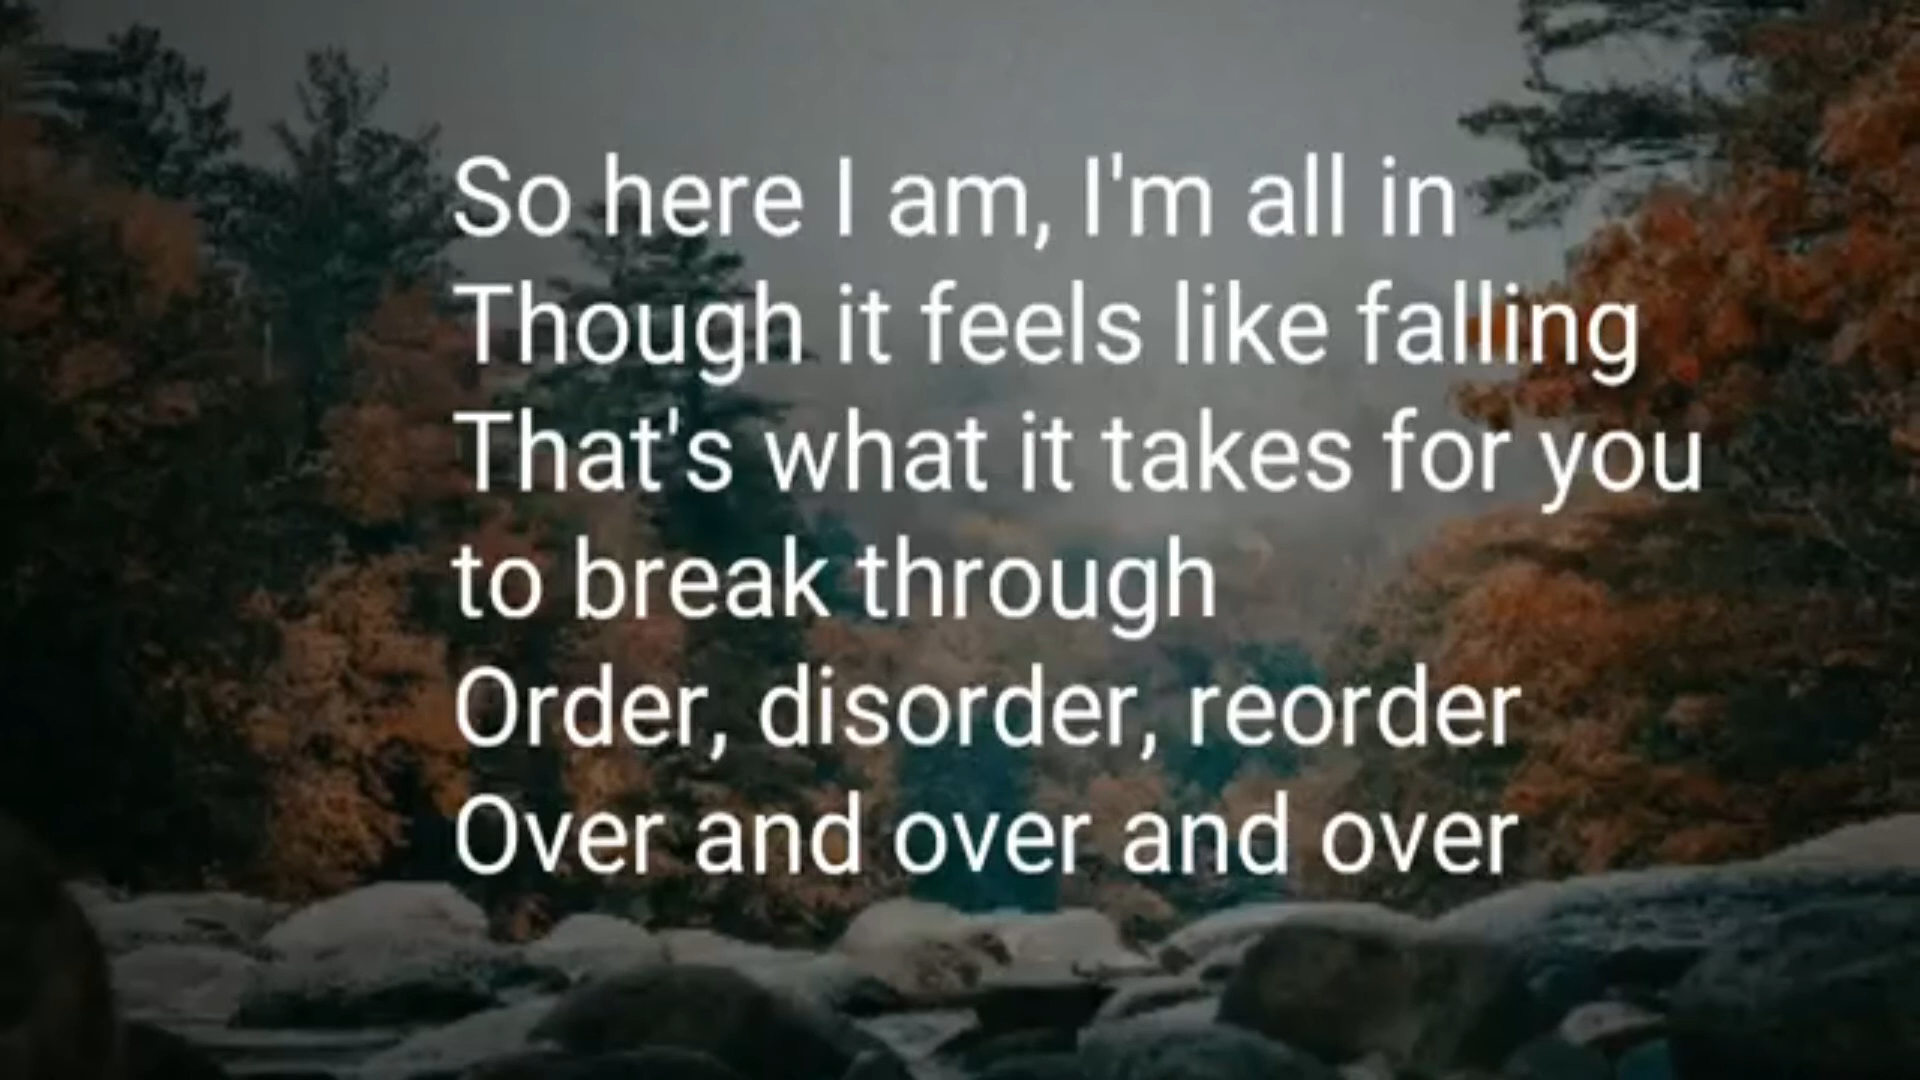 So here I am, I'm all in
Though it feels like falling
That's what it takes for you
to break through
Order, disorder, reorder
Over and over and over